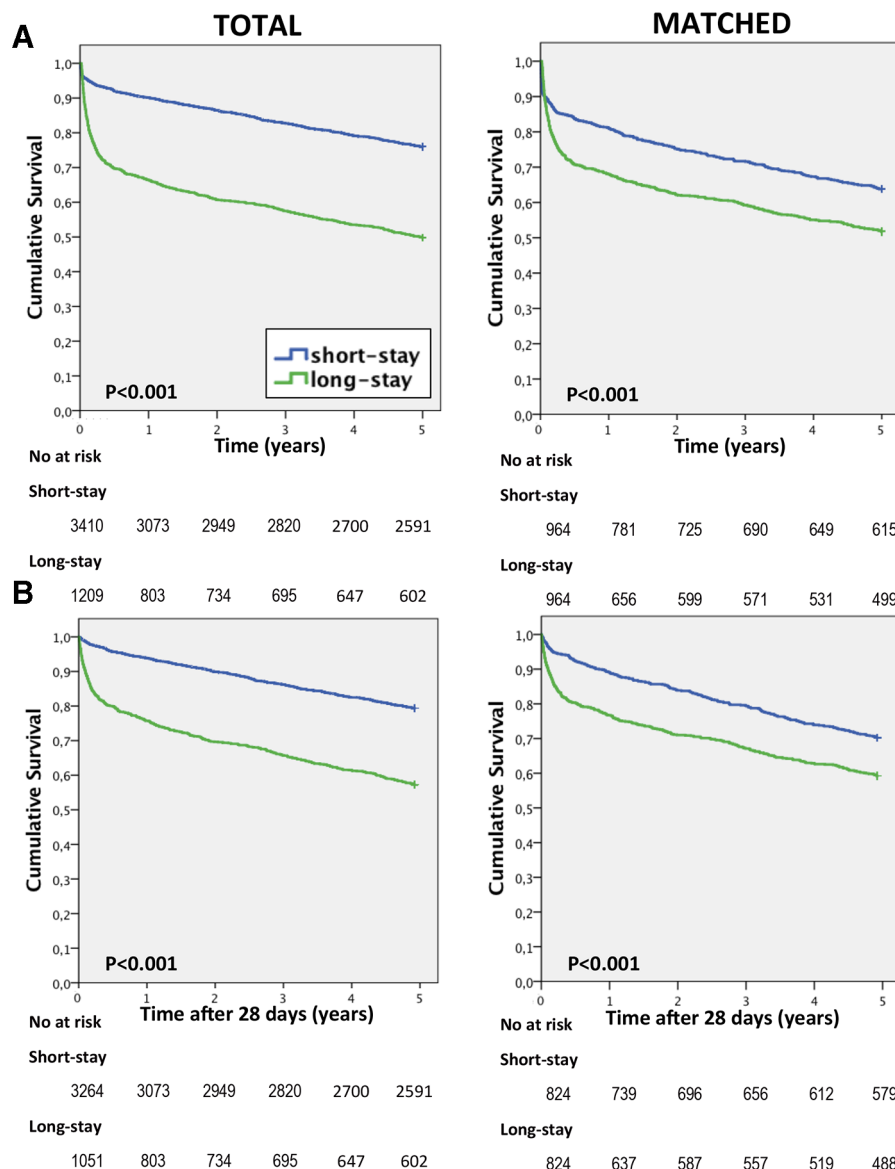 TOTAL
MATCHED
A
Cumulative Survival
1,0
0,9
0,8
0,7
0,6
0,5
0,4
0,3
0,2
0,1
0,0
short-stay
long-stay
P<0.001
0 1 2 3 4 5
Time (years)
No at risk
Short-stay
3410 3073 2949 2820 2700 2591
Long-stay
1209 803 734 695 647 602
Cumulative Survival
1,0
0,9
0,8
0,7
0,6
0,5
0,4
0,3
0,2
0,1
0,0
P<0.001
0 1 2 3 4 5
Time (years)
No at risk
Short-stay
964 781 725 690 649 615
Long-stay
964 656 599 571 531 499
B
Cumulative Survival
1,0
0,9
0,8
0,7
0,6
0,5
0,4
0,3
0,2
0,1
0,0
P<0.001
0 1 2 3 4 5
Time after 28 days (years)
No at risk
Short-stay
3264 3073 2949 2820 2700 2591
Long-stay
1051 803 734 695 647 602
Cumulative Survival
1,0
0,9
0,8
0,7
0,6
0,5
0,4
0,3
0,2
0,1
0,0
P<0.001
0 1 2 3 4 5
Time after 28 days (years)
No at risk
Short-stay
824 739 696 656 612 579
Long-stay
824 637 587 557 519 488